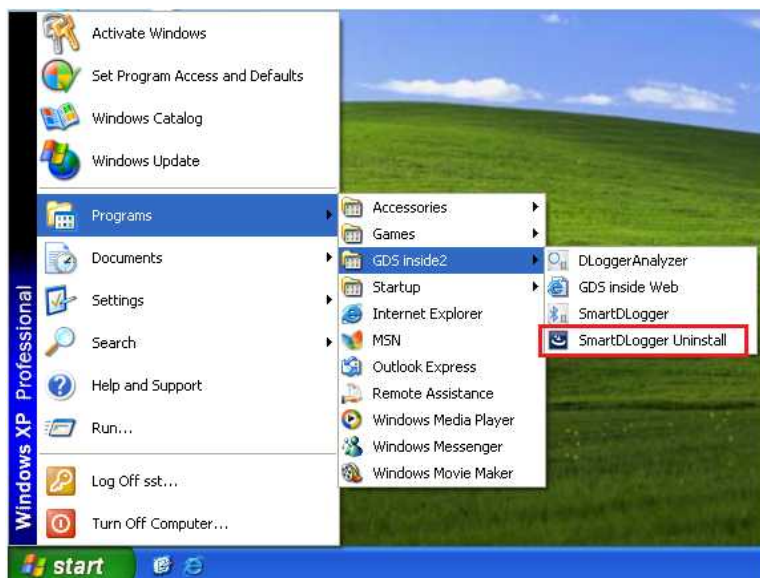 Activate Windows
Set Program Access and Defaults
Windows Catalog
Windows Update
Programs
Documents
Settings
Search
Help and Support
Run...
Log Off sst...
Turn Off Computer...
Windows XP Professional
Accessories
Games
GDS inside2
Startup
Internet Explorer
MSN
Outlook Express
Remote Assistance
Windows Media Player
Windows Messenger
Windows Movie Maker
DLoggerAnalyzer
GDS inside Web
SmartDLogger
SmartDLogger Uninstall
start